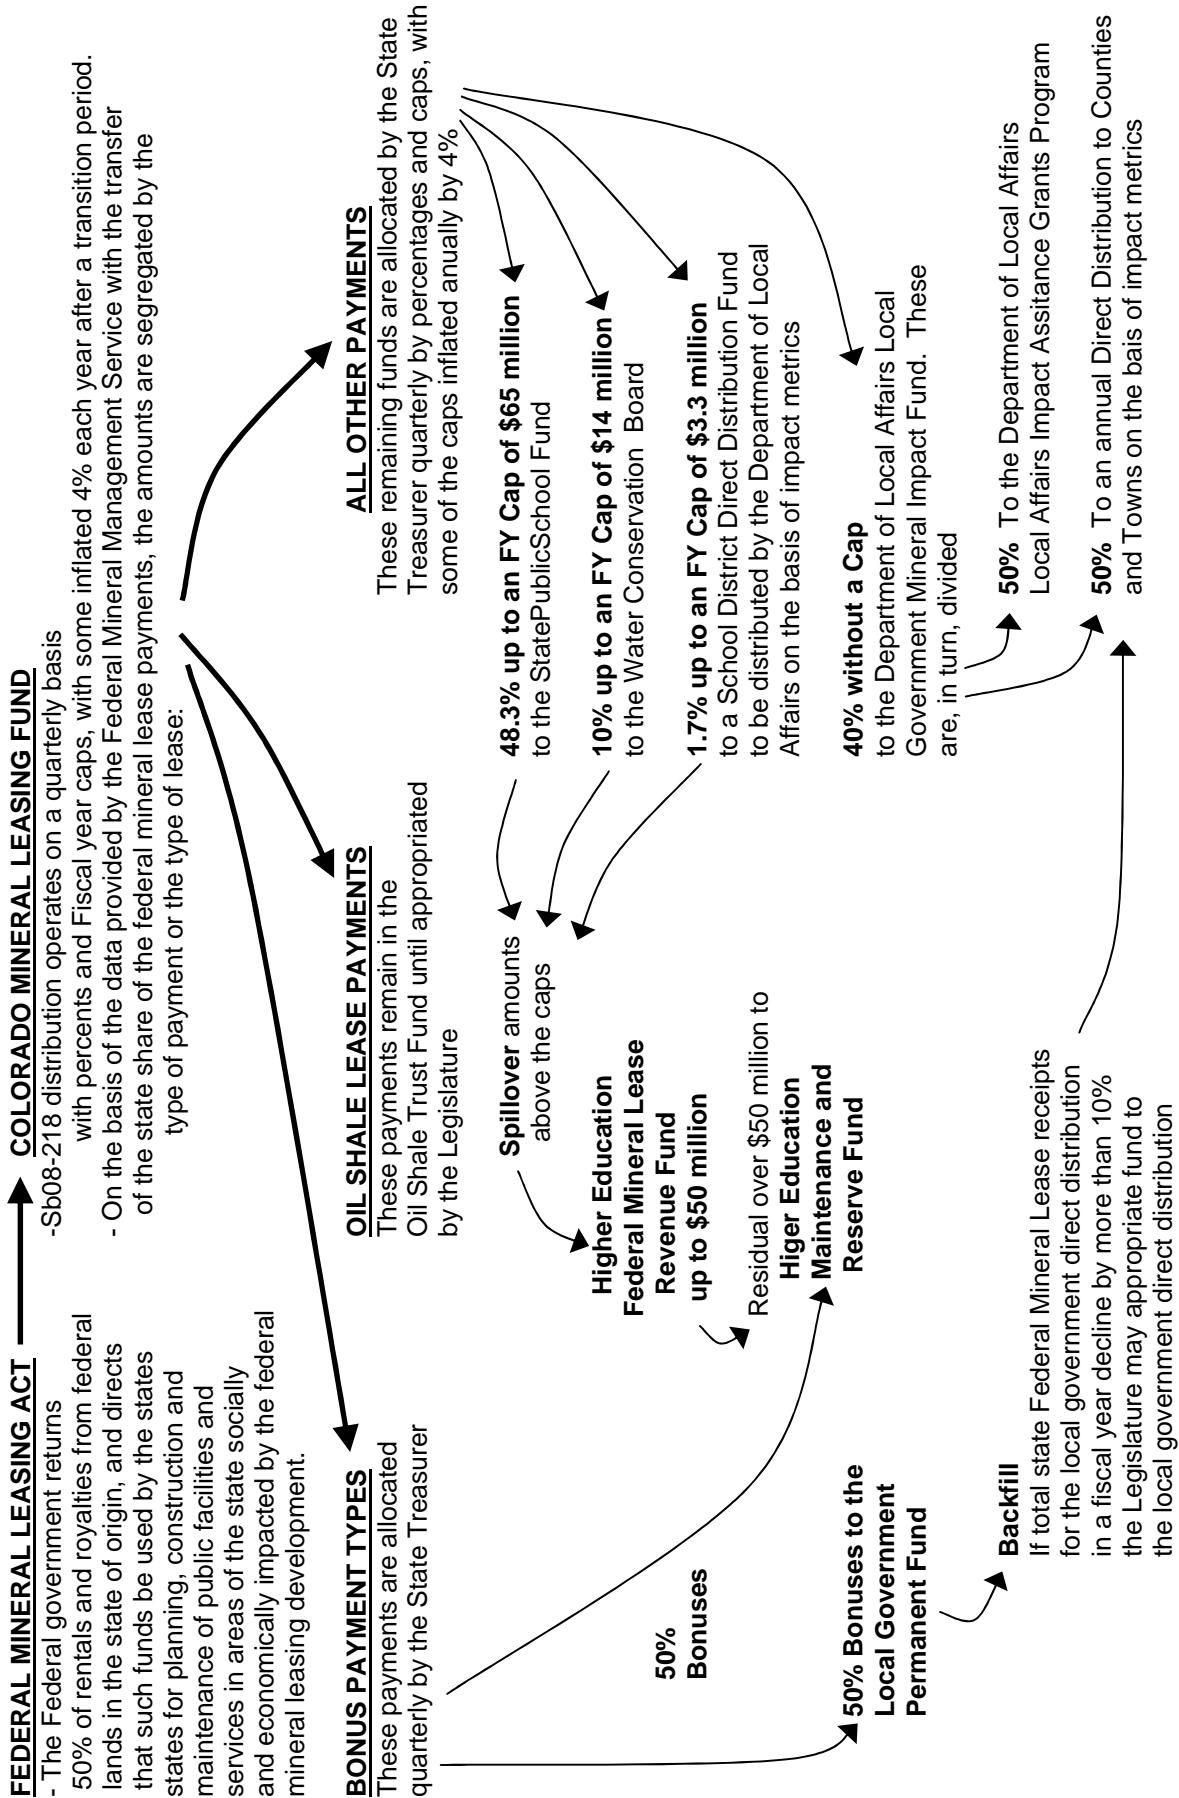 FEDERAL MINERAL LEASING ACT
- The Federal government returns
50% of rentals and royalties from federal
lands in the state of origin, and directs
that such funds be used by the states
states for planning, construction and
maintenance of public facilities and
services in areas of the state socially
and economically impacted by the federal
mineral leasing development.
COLORADO MINERAL LEASING FUND
-Sb08-218 distribution operates on a quarterly basis
with percents and Fiscal year caps, with some inflated 4% each year after a transition period.
- On the basis of the data provided by the Federal Mineral Management Service with the transfer
of the state share of the federal mineral lease payments, the amounts are segregated by the
type of payment or the type of lease:
BONUS PAYMENT TYPES
These payments are allocated
quarterly by the State Treasurer
OIL SHALE LEASE PAYMENTS
These payments remain in the
Oil Shale Trust Fund until appropriated
by the Legislature
ALL OTHER PAYMENTS
These remaining funds are allocated by the State
Treasurer quarterly by percentages and caps, with
some of the caps inflated anually by 4%
Spillover amounts
above the caps
48.3% up to an FY Cap of $65 million
to the StatePublicSchool Fund
Higher Education
Federal Mineral Lease
Revenue Fund
up to $50 million
10% up to an FY Cap of $14 million
to the Water Conservation Board
50%
Bonuses
1.7% up to an FY Cap of $3.3 million
to a School District Direct Distribution Fund
to be distributed by the Department of Local
Affairs on the basis of impact metrics
Residual over $50 million to
Higer Education
Maintenance and
Reserve Fund
50% Bonuses to the
Local Government
Permanent Fund
40% without a Cap
to the Department of Local Affairs Local
Government Mineral Impact Fund. These
are, in turn, divided
Backfill
If total state Federal Mineral Lease receipts
for the local government direct distribution
in a fiscal year decline by more than 10%
the Legislature may appropriate fund to
the local government direct distribution
50% To the Department of Local Affairs
Local Affairs Impact Assitance Grants Program
50% To an annual Direct Distribution to Counties
and Towns on the bais of impact metrics